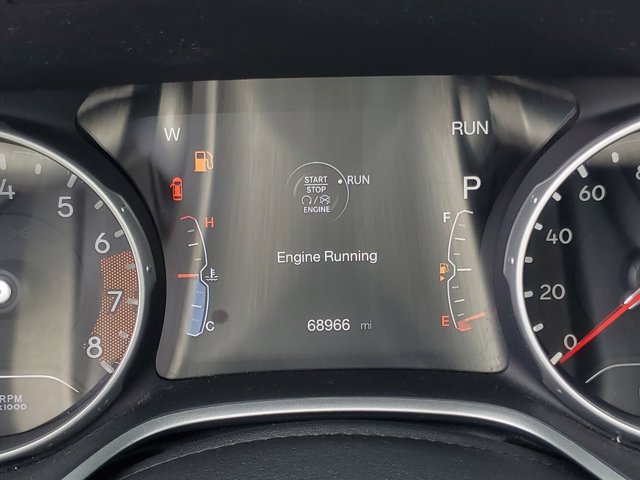 W
RUN
START
STOP
ENGINE
RUN
P
H
F
Engine Running
C
E
68966 mi
4
5
6
7
8
RPM
x1000
80
60
40
20
0